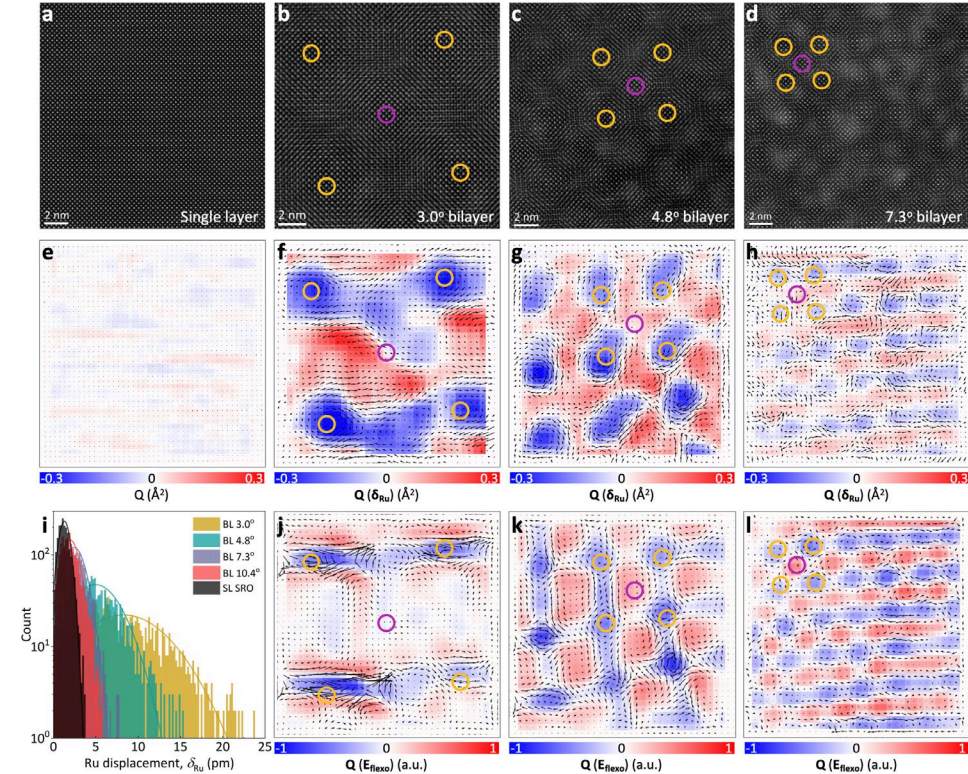 a
b
c
d
2 nm
Single layer
2 nm
3.0° bilayer
2 nm
4.8° bilayer
2 nm
7.3° bilayer
e
f
g
h
-0.3 0 0.3
Q (Å²)
-0.3 0 0.3
Q (δRu) (Å²)
-0.3 0 0.3
Q (δRu) (Å²)
-0.3 0 0.3
Q (δRu) (Å²)
i
BL 3.0°
BL 4.8°
BL 7.3°
BL 10.4°
SL SRO
10²
10¹
10⁰
Count
0 5 10 15 20 25
Ru displacement, δRu (pm)
j
k
l
-1 0 1
Q (Eflexo) (a.u.)
-1 0 1
Q (Eflexo) (a.u.)
-1 0 1
Q (Eflexo) (a.u.)